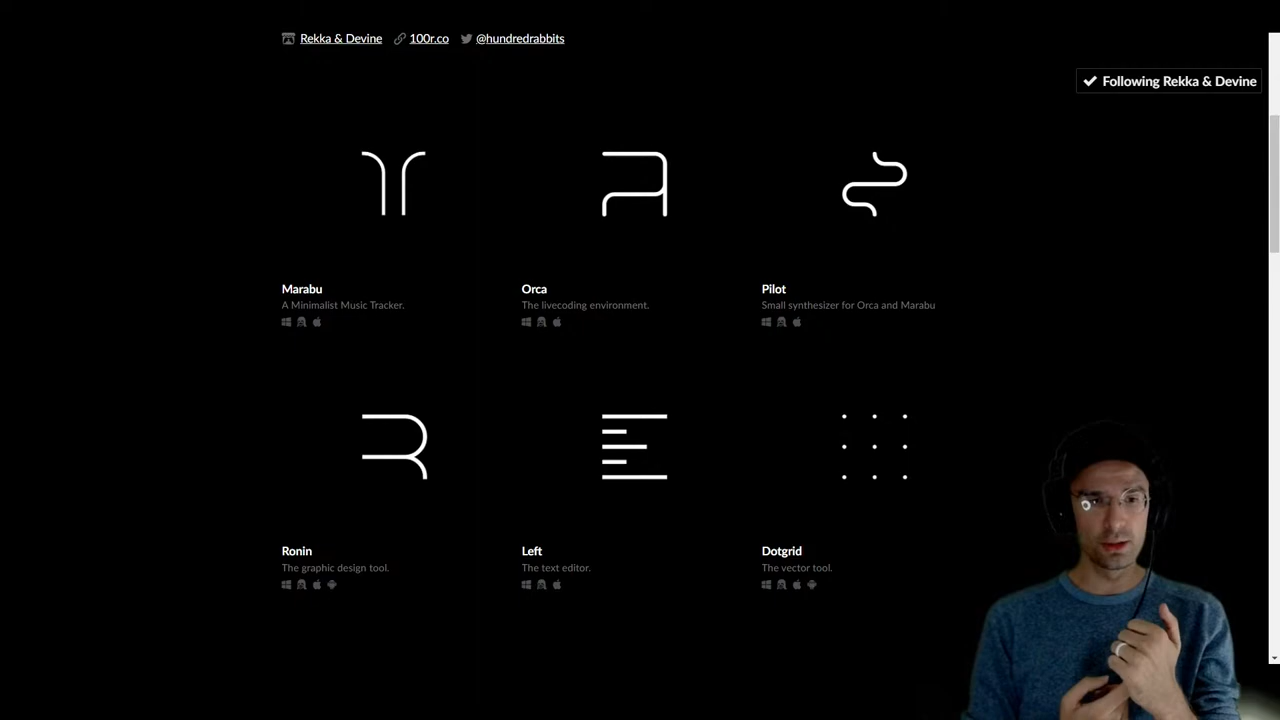 Rekka & Devine 100r.co @hundredrabbits
Following Rekka & Devine
Marabu
A Minimalist Music Tracker.
Orca
The livecoding environment.
Pilot
Small synthesizer for Orca and Marabu
Ronin
The graphic design tool.
Left
The text editor.
Dotgrid
The vector tool.